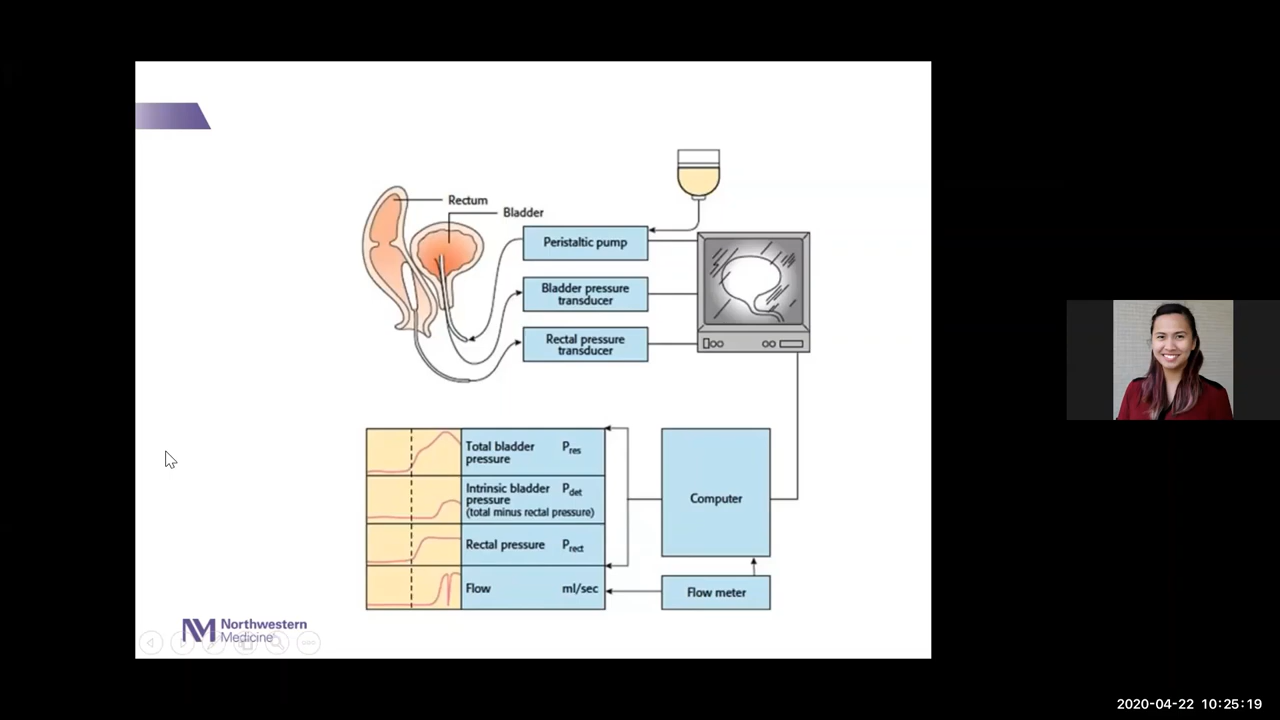 Rectum
Bladder
Peristaltic pump
Bladder pressure
transducer
Rectal pressure
transducer
Total bladder
pressure
Pres
Intrinsic bladder
pressure
(total minus rectal pressure)
Pdet
Rectal pressure Prect
Flow ml/sec
Computer
Flow meter
NM Northwestern
Medicine
2020-04-22 10:25:19